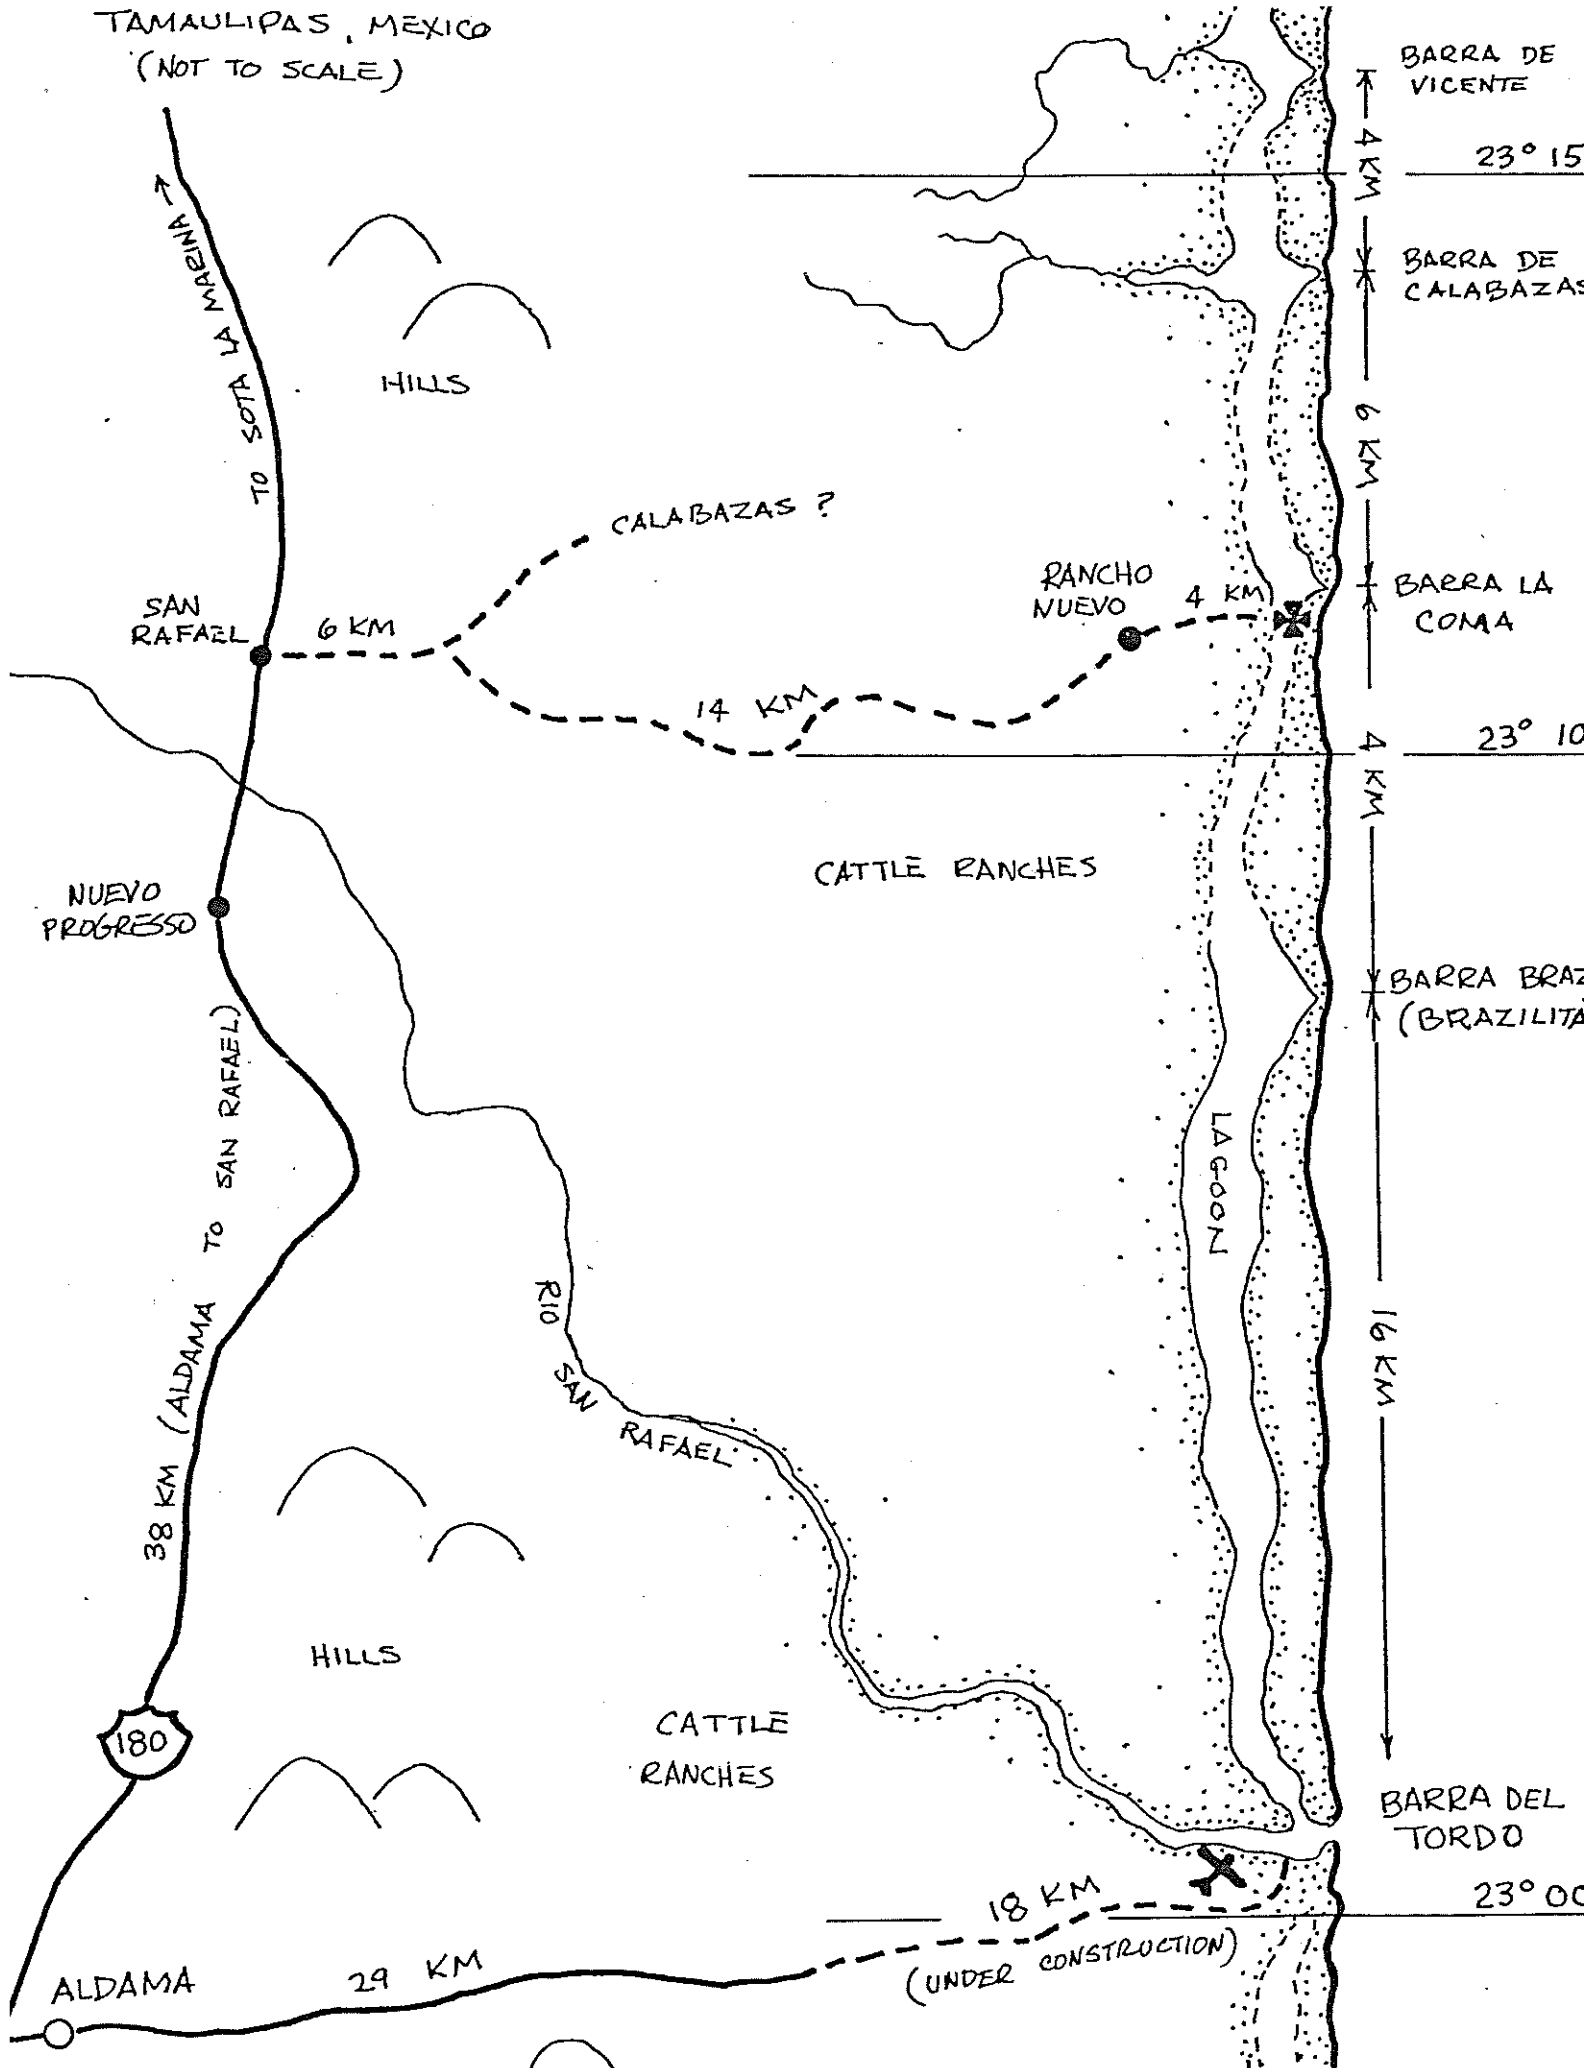 TAMAULIPAS, MEXICO
(NOT TO SCALE)
BARRA DE
VICENTE
4 KM
23° 15
TO SOTA LA MARINA →
BARRA DE
CALABAZAS
HILLS
6 KM
CALABAZAS ?
RANCHO
NUEVO
4 KM
BARRA LA
COMA
SAN
RAFAEL
6 KM
14 KM
23° 10
4 KM
CATTLE RANCHES
NUEVO
PROGRESSO
BARRA BRAZ
(BRAZILITA
LAGOON
38 KM (ALDAMA TO SAN RAFAEL)
RIO
SAN
RAFAEL
16 KM
HILLS
180
CATTLE
RANCHES
BARRA DEL
TORDO
18 KM
23° 00
(UNDER CONSTRUCTION)
ALDAMA
29 KM